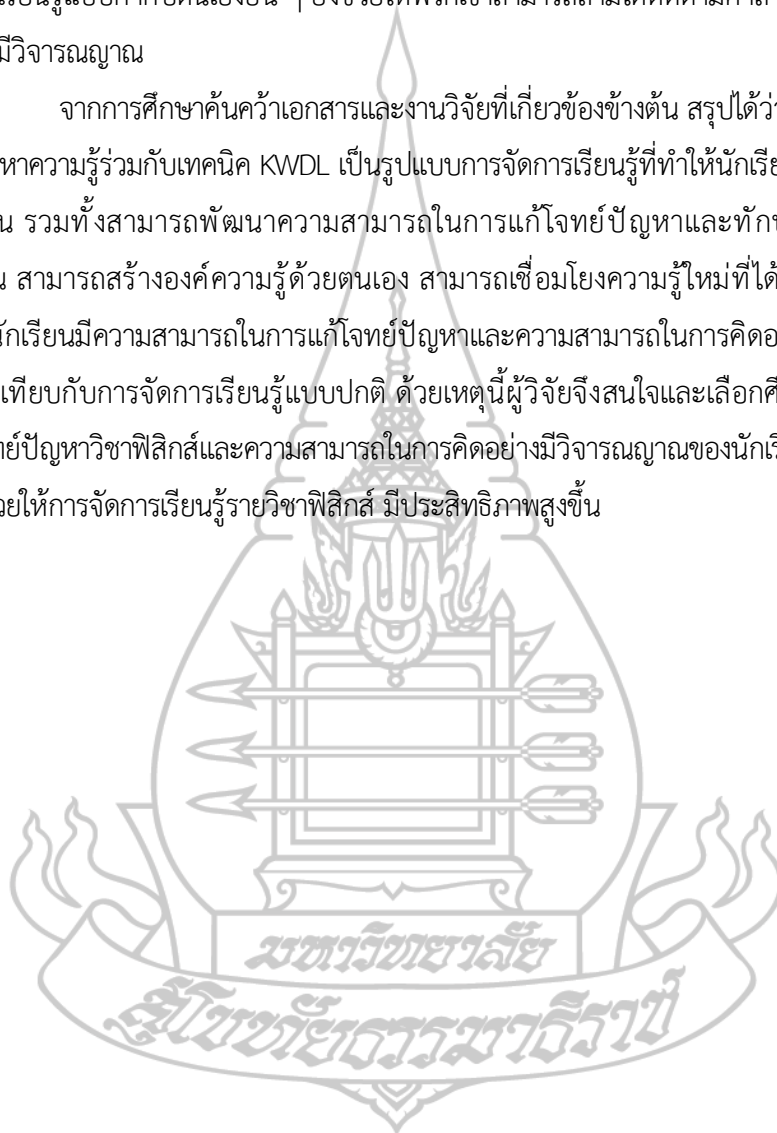 มีวิจารณญาณ
จากการศึกษาค้นคว้าเอกสารและงานวิจัยที่เกี่ยวข้องข้างต้น สรุปได้ว่า
หาความรู้ร่วมกับเทคนิค KWDL เป็นรูปแบบการจัดการเรียนรู้ที่ทำให้นักเรีย
น รวมทั้งสามารถพัฒนาความสามารถในการแก้โจทย์ปัญหาและทัก
น สามารถสร้างองค์ความรู้ด้วยตนเอง สามารถเชื่อมโยงความรู้ใหม่ที่ได้
นักเรียนมีความสามารถในการแก้โจทย์ปัญหาและความสามารถในการคิดอ
เทียบกับการจัดการเรียนรู้แบบปกติ ด้วยเหตุนี้ผู้วิจัยจึงสนใจและเลือกศึ
ทย์ปัญหาวิชาฟิสิกส์และความสามารถในการคิดอย่างมีวิจารณญาณของนักเรี
วยให้การจัดการเรียนรู้รายวิชาฟิสิกส์ มีประสิทธิภาพสูงขึ้น
มหาวิทยาลัย
สุโขทัยธรรมาธิราช